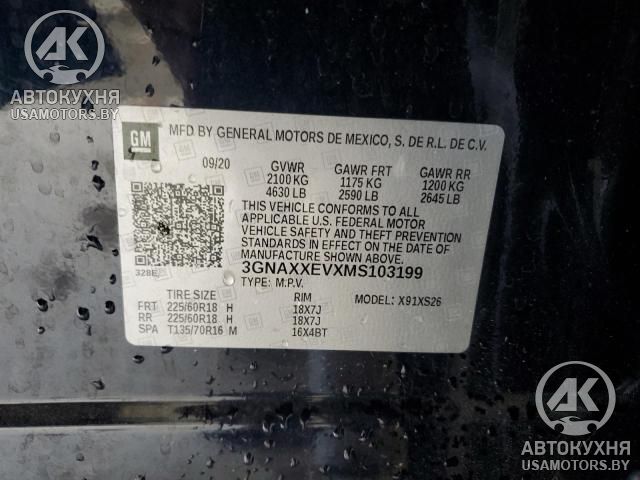 AK
АВТОКУХНЯ
USAMOTORS.BY
GM
MFD BY GENERAL MOTORS DE MEXICO, S. DE R.L. DE C.V.
09/20 GVWR GAWR FRT GAWR RR
2100 KG 1175 KG 1200 KG
4630 LB 2590 LB 2645 LB
THIS VEHICLE CONFORMS TO ALL
APPLICABLE U.S. FEDERAL MOTOR
VEHICLE SAFETY AND THEFT PREVENTION
STANDARDS IN EFFECT ON THE DATE OF
MANUFACTURE SHOWN ABOVE.
328E 3GNAXXEVXMS103199
TYPE: M.P.V.
TIRE SIZE RIM MODEL: X91XS26
FRT 225/60R18 H 18X7J
RR 225/60R18 H 18X7J
SPA T135/70R16 M 16X4BT
AK
АВТОКУХНЯ
USAMOTORS.BY